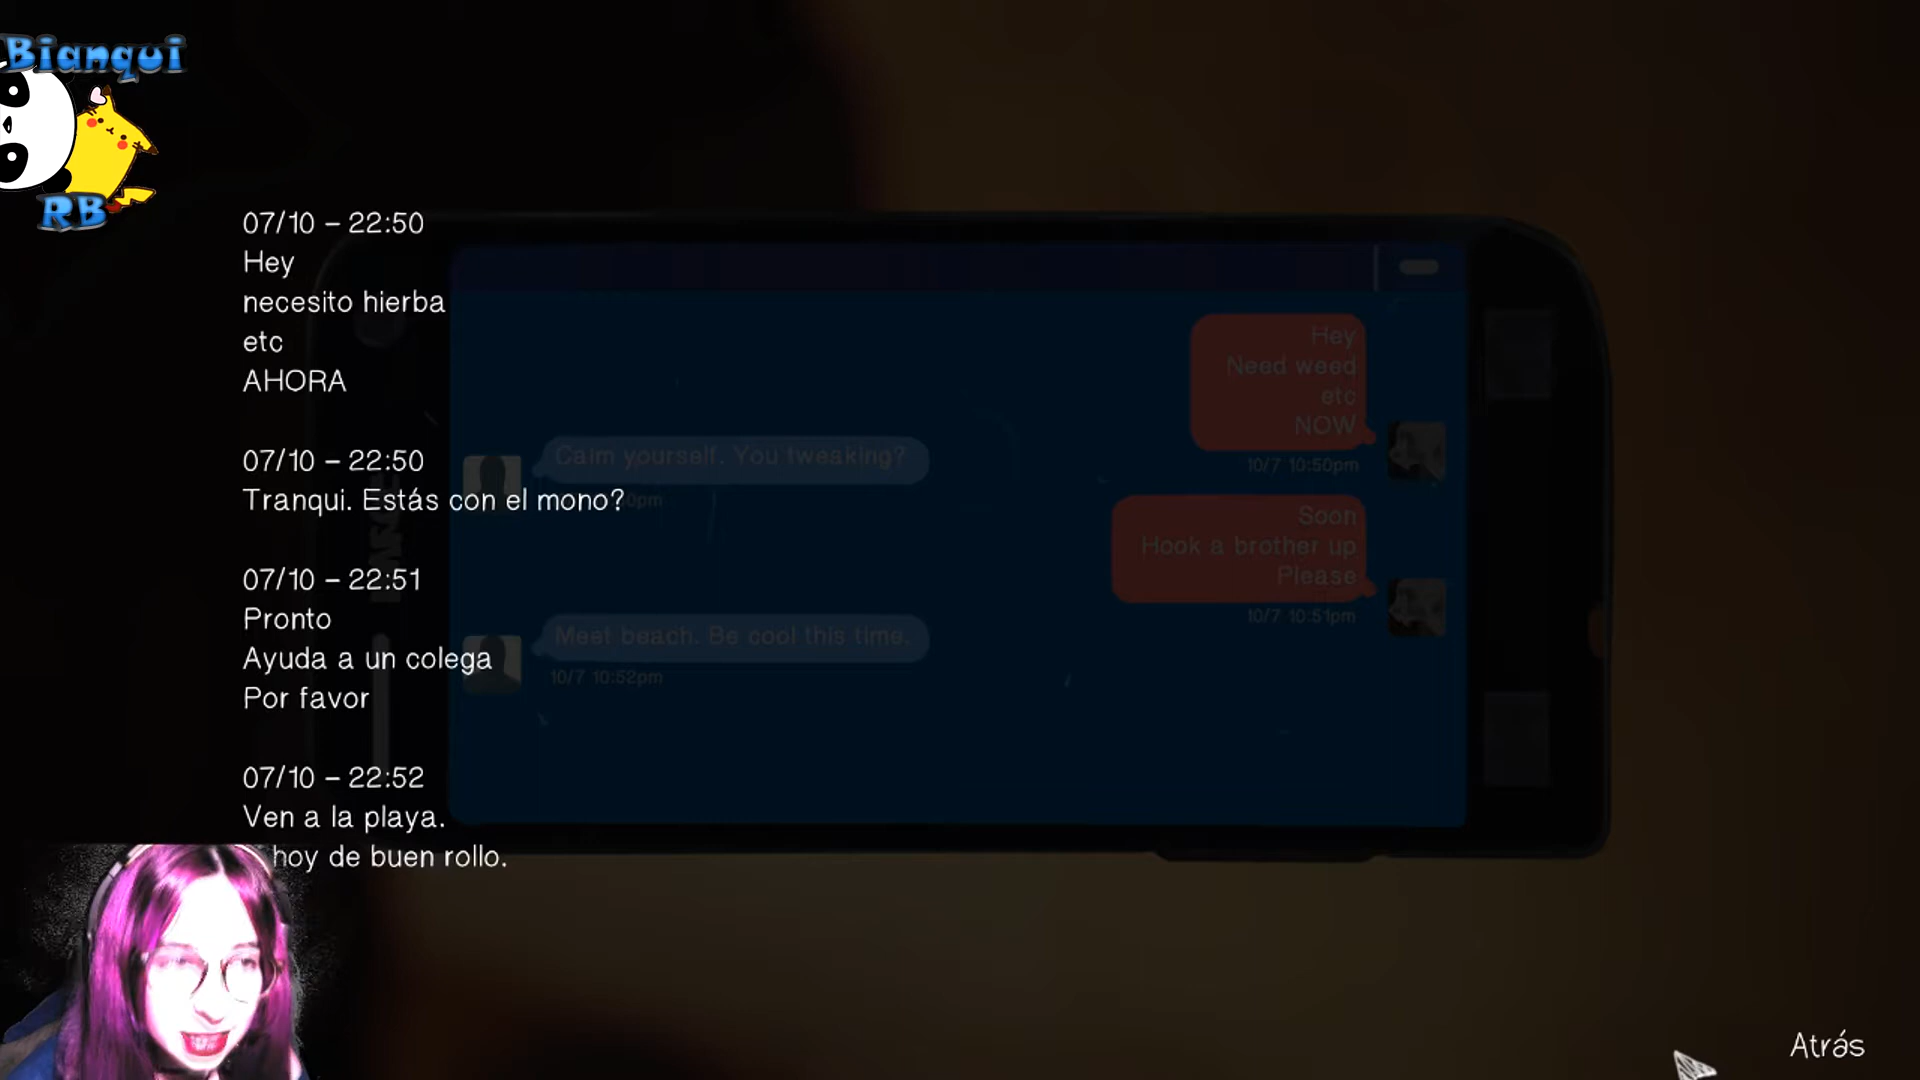 Bianqui
RB
07/10 – 22:50
Hey
necesito hierba
etc
AHORA
07/10 – 22:50
Tranqui. Estás con el mono?
07/10 – 22:51
Pronto
Ayuda a un colega
Por favor
07/10 – 22:52
Ven a la playa.
hoy de buen rollo.
Hey
Need weed
etc
NOW
10/7 10:50pm
Calm yourself. You tweaking?
Soon
Hook a brother up
Please
10/7 10:51pm
Meet beach. Be cool this time.
10/7 10:52pm
Atrás